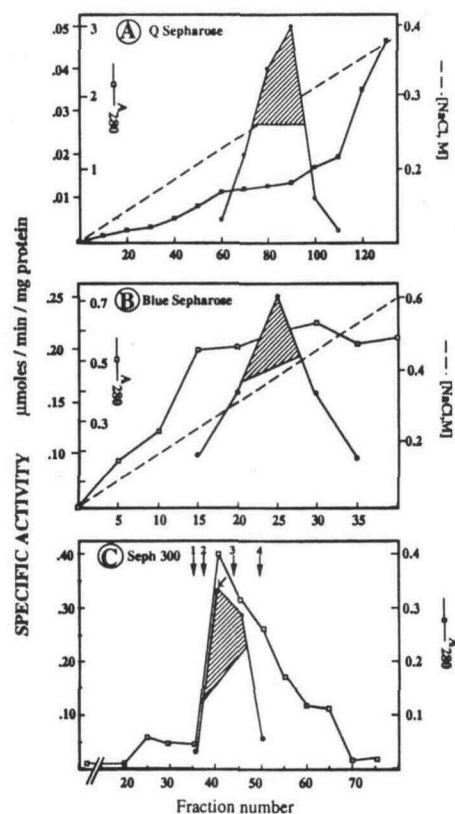 SPECIFIC ACTIVITY µmoles / min / mg protein
A Q Sepharose
.05 .04 .03 .02 .01
3 2 1
A280
0.4 0.3 0.2
[NaCl, M]
20 40 60 80 100 120
B Blue Sepharose
.25 .20 .15 .10
0.7 0.5 0.3
A280
0.6 0.4 0.2
[NaCl,M]
5 10 15 20 25 30 35
C Seph 300
1 2 3 4
.40 .30 .20 .10
0.4 0.3 0.2 0.1
A280
20 30 40 50 60 70
Fraction number